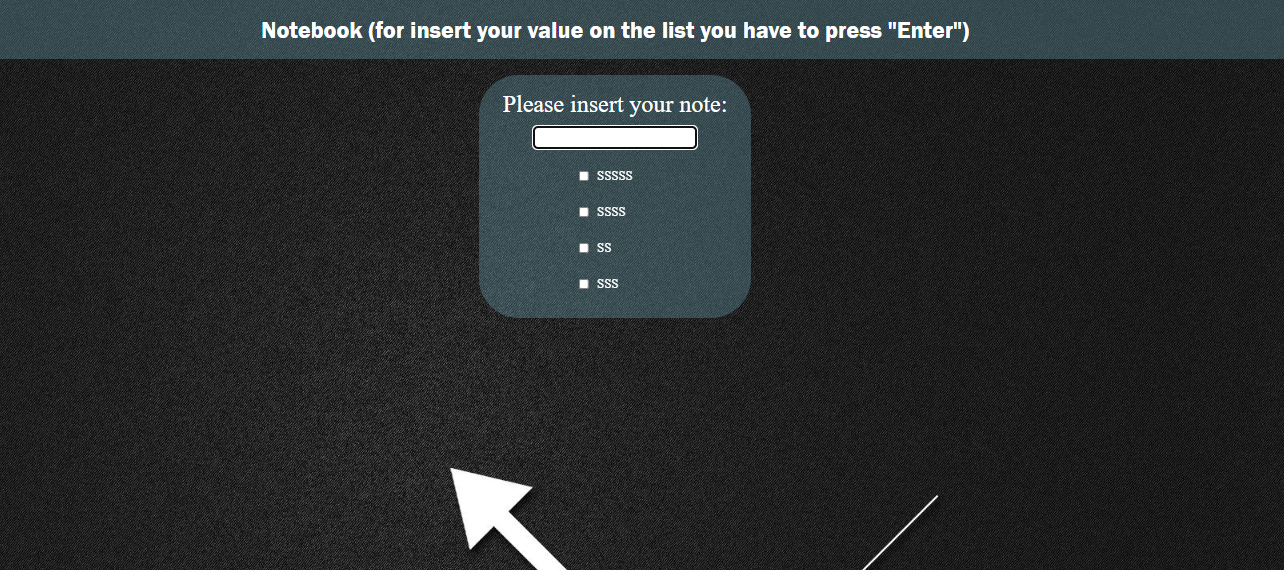 Notebook (for insert your value on the list you have to press "Enter")
Please insert your note:
sssss
ssss
ss
sss